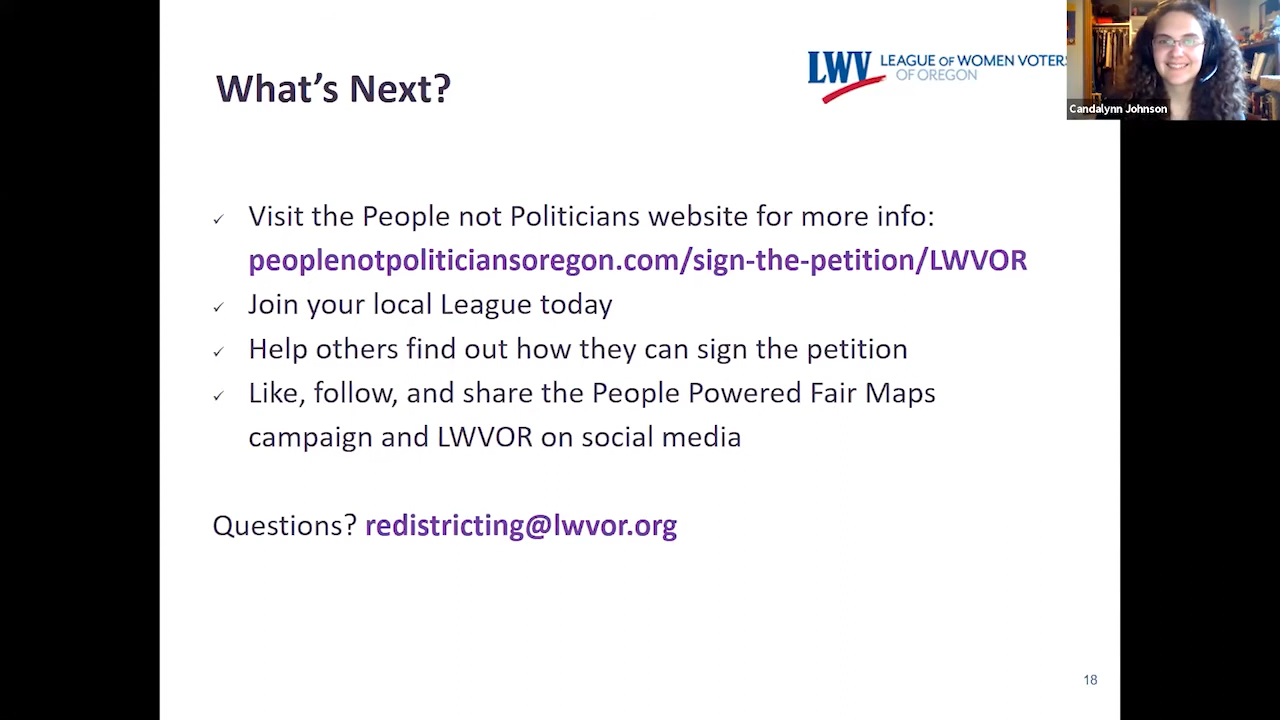 What's Next?
LWV LEAGUE OF WOMEN VOTERS
OF OREGON
Candalynn Johnson
✓ Visit the People not Politicians website for more info:
peoplenotpoliticiansoregon.com/sign-the-petition/LWVOR
✓ Join your local League today
✓ Help others find out how they can sign the petition
✓ Like, follow, and share the People Powered Fair Maps
campaign and LWVOR on social media
Questions? redistricting@lwvor.org
18